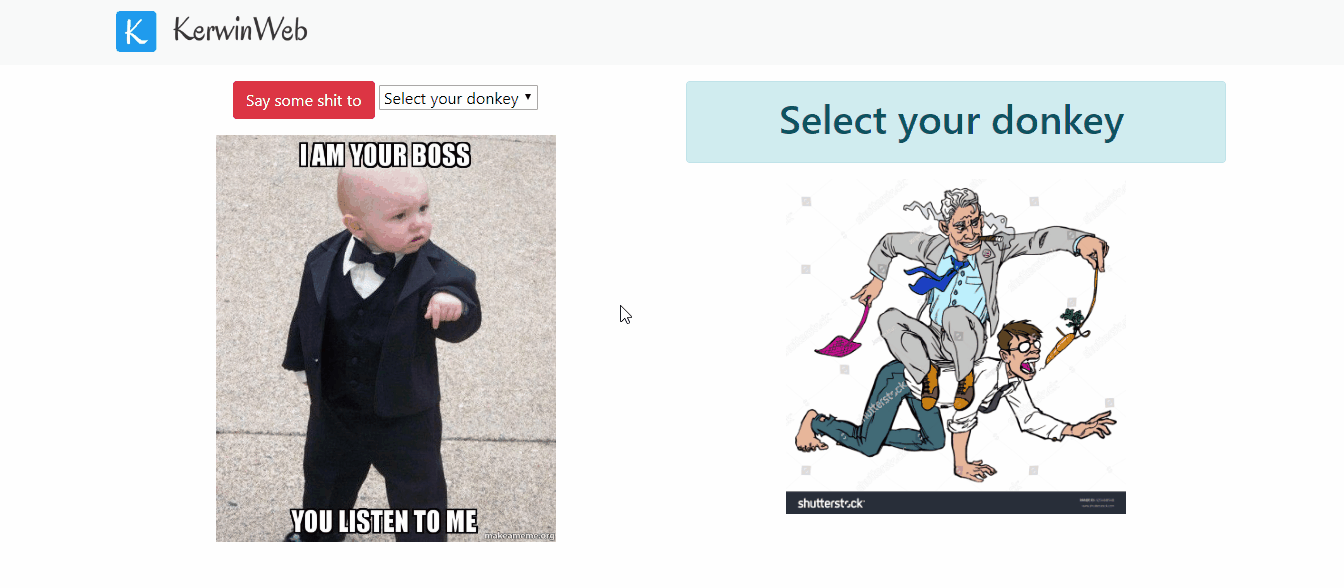 K KerwinWeb
Say some shit to
Select your donkey
Select your donkey
I AM YOUR BOSS
YOU LISTEN TO ME
makeameme.org
shutterstock
shutterstock